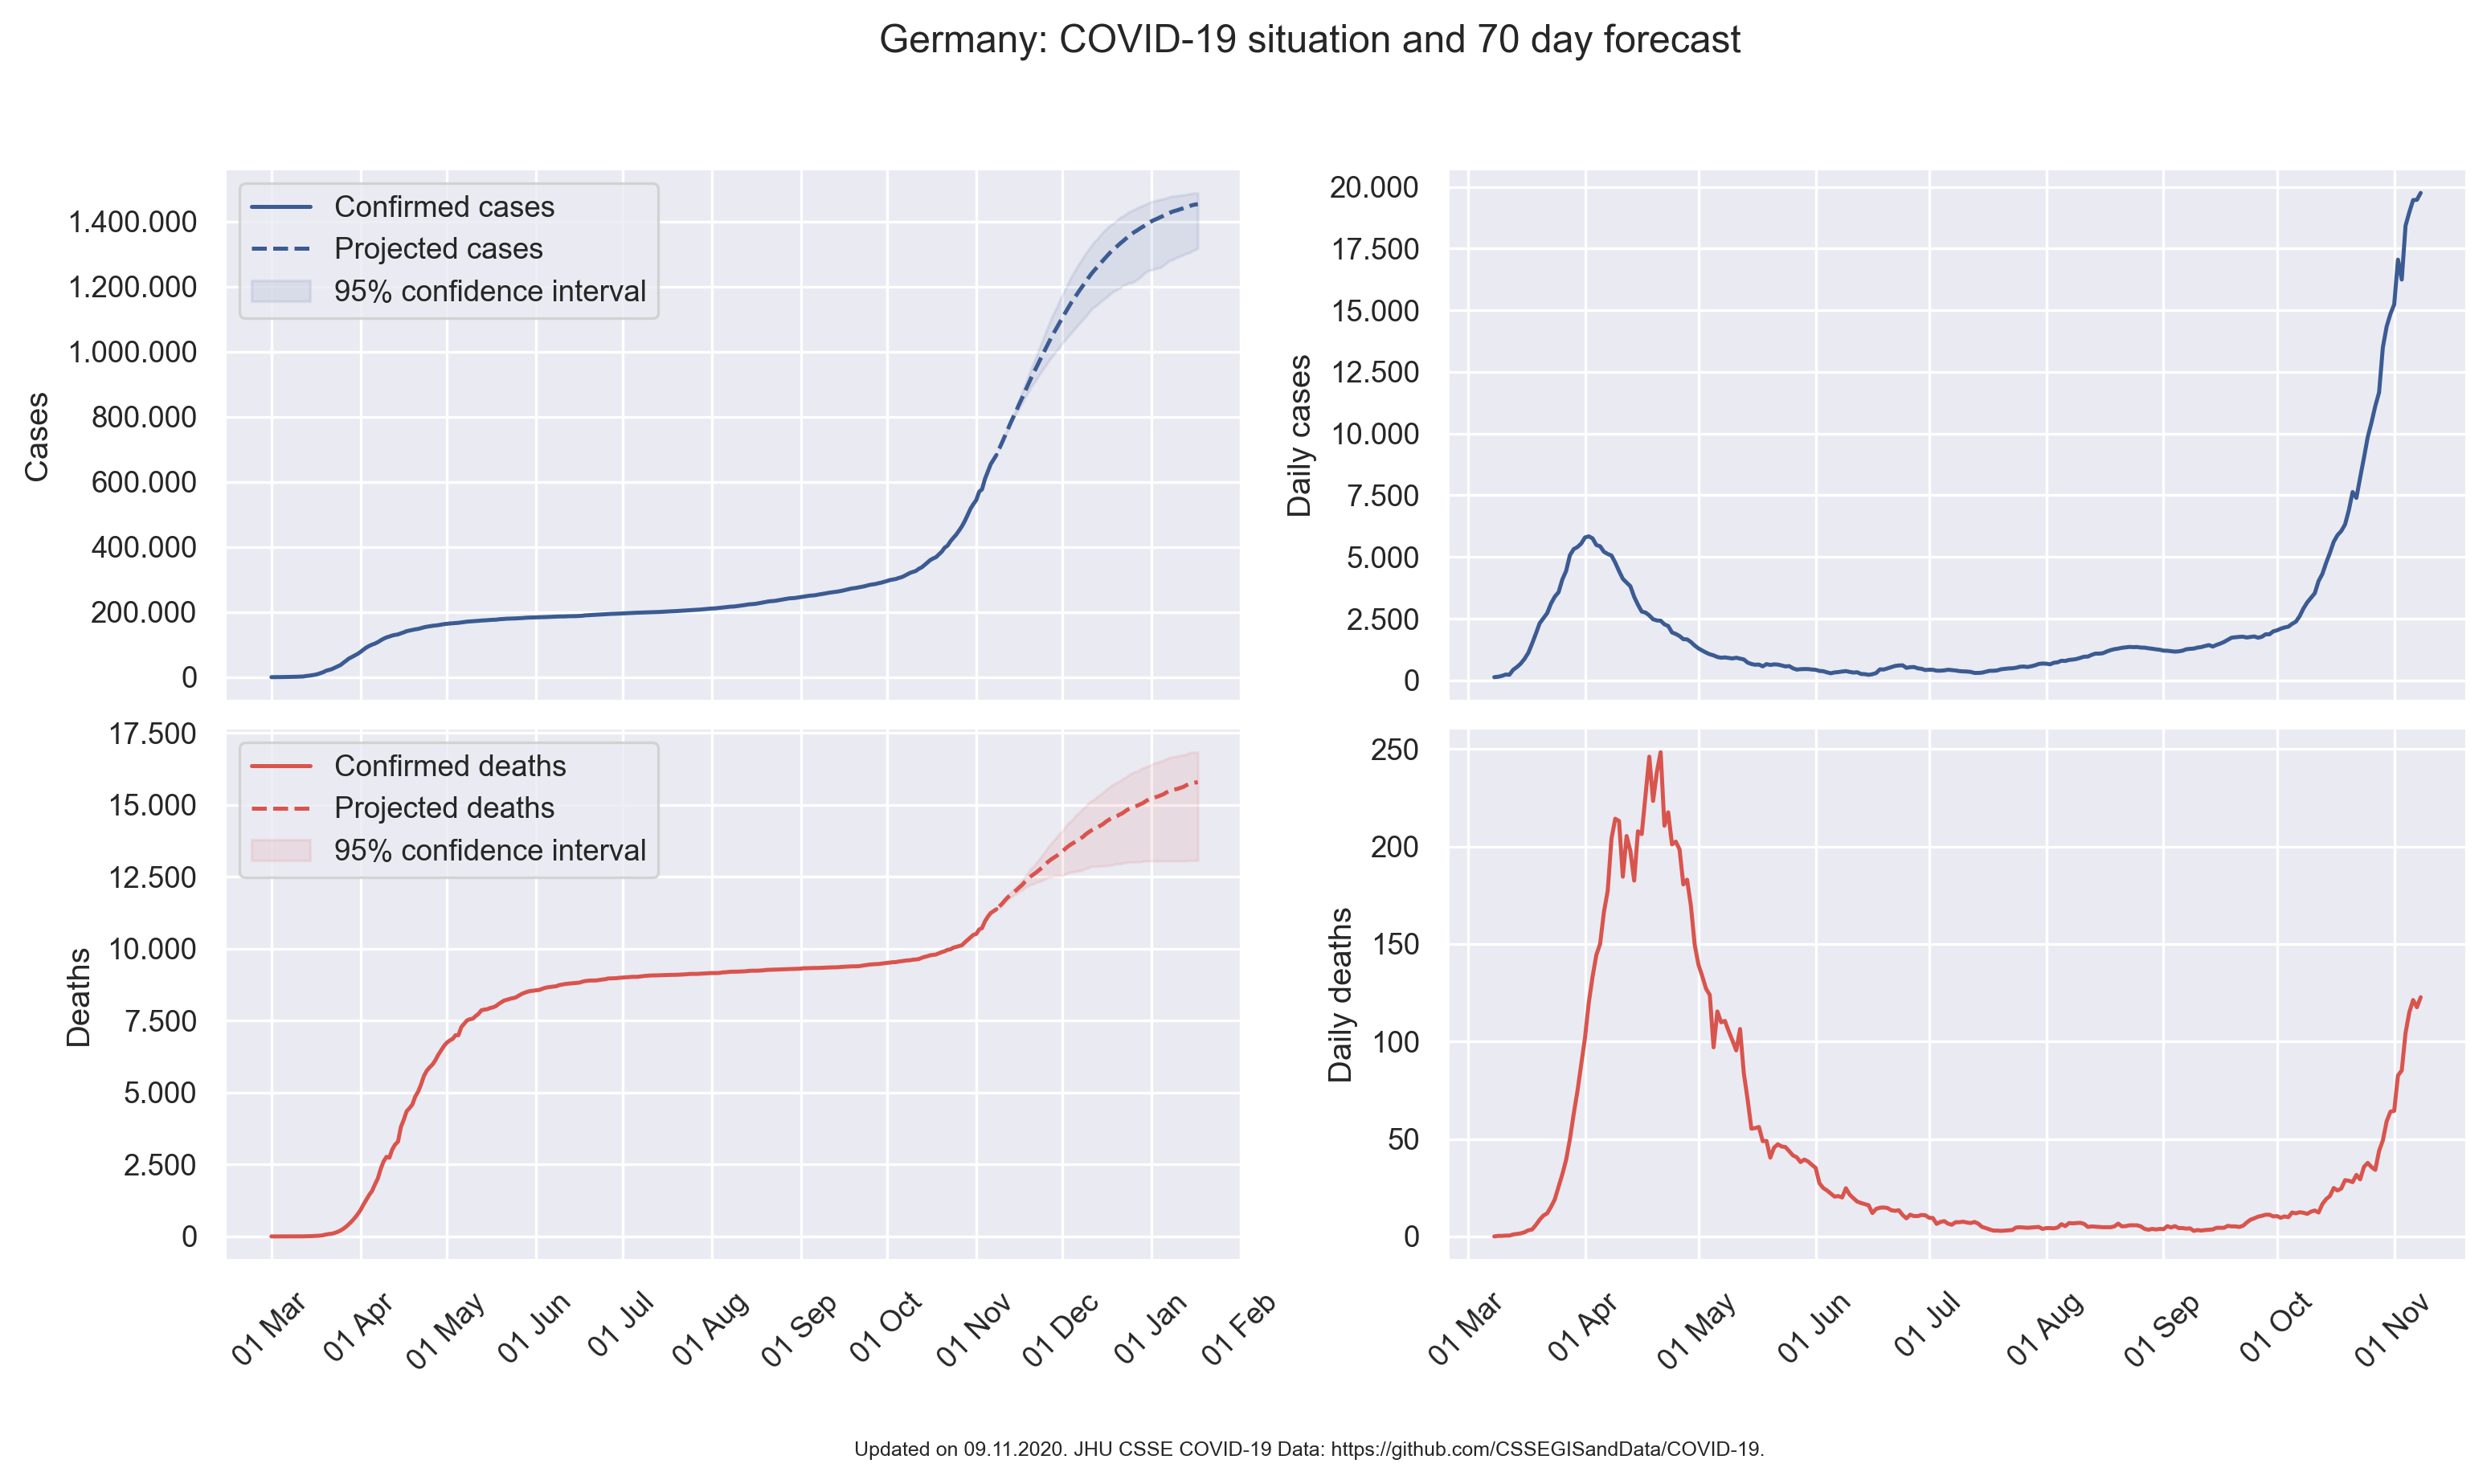 Germany: COVID-19 situation and 70 day forecast
Cases
1.400.000
1.200.000
1.000.000
800.000
600.000
400.000
200.000
0
Confirmed cases
Projected cases
95% confidence interval
Daily cases
20.000
17.500
15.000
12.500
10.000
7.500
5.000
2.500
0
Deaths
17.500
15.000
12.500
10.000
7.500
5.000
2.500
0
Confirmed deaths
Projected deaths
95% confidence interval
01 Mar
01 Apr
01 May
01 Jun
01 Jul
01 Aug
01 Sep
01 Oct
01 Nov
01 Dec
01 Jan
01 Feb
Daily deaths
250
200
150
100
50
0
01 Mar
01 Apr
01 May
01 Jun
01 Jul
01 Aug
01 Sep
01 Oct
01 Nov
Updated on 09.11.2020. JHU CSSE COVID-19 Data: https://github.com/CSSEGISandData/COVID-19.